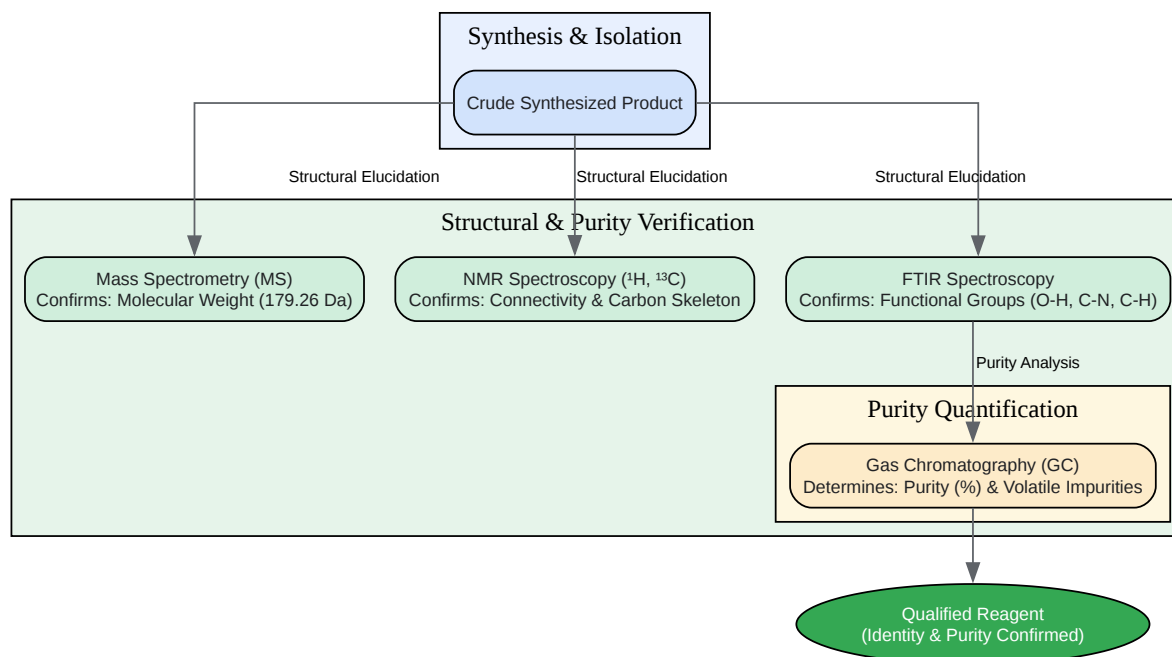 Synthesis & Isolation
Crude Synthesized Product
Structural Elucidation
Structural Elucidation
Structural Elucidation
Structural & Purity Verification
Mass Spectrometry (MS)
Confirms: Molecular Weight (179.26 Da)
NMR Spectroscopy (¹H, ¹³C)
Confirms: Connectivity & Carbon Skeleton
FTIR Spectroscopy
Confirms: Functional Groups (O-H, C-N, C-H)
Purity Analysis
Purity Quantification
Gas Chromatography (GC)
Determines: Purity (%) & Volatile Impurities
Qualified Reagent
(Identity & Purity Confirmed)